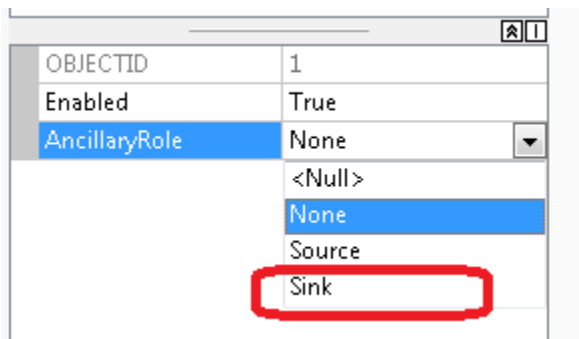 OBJECTID 1
Enabled True
AncillaryRole None
<Null>
None
Source
Sink